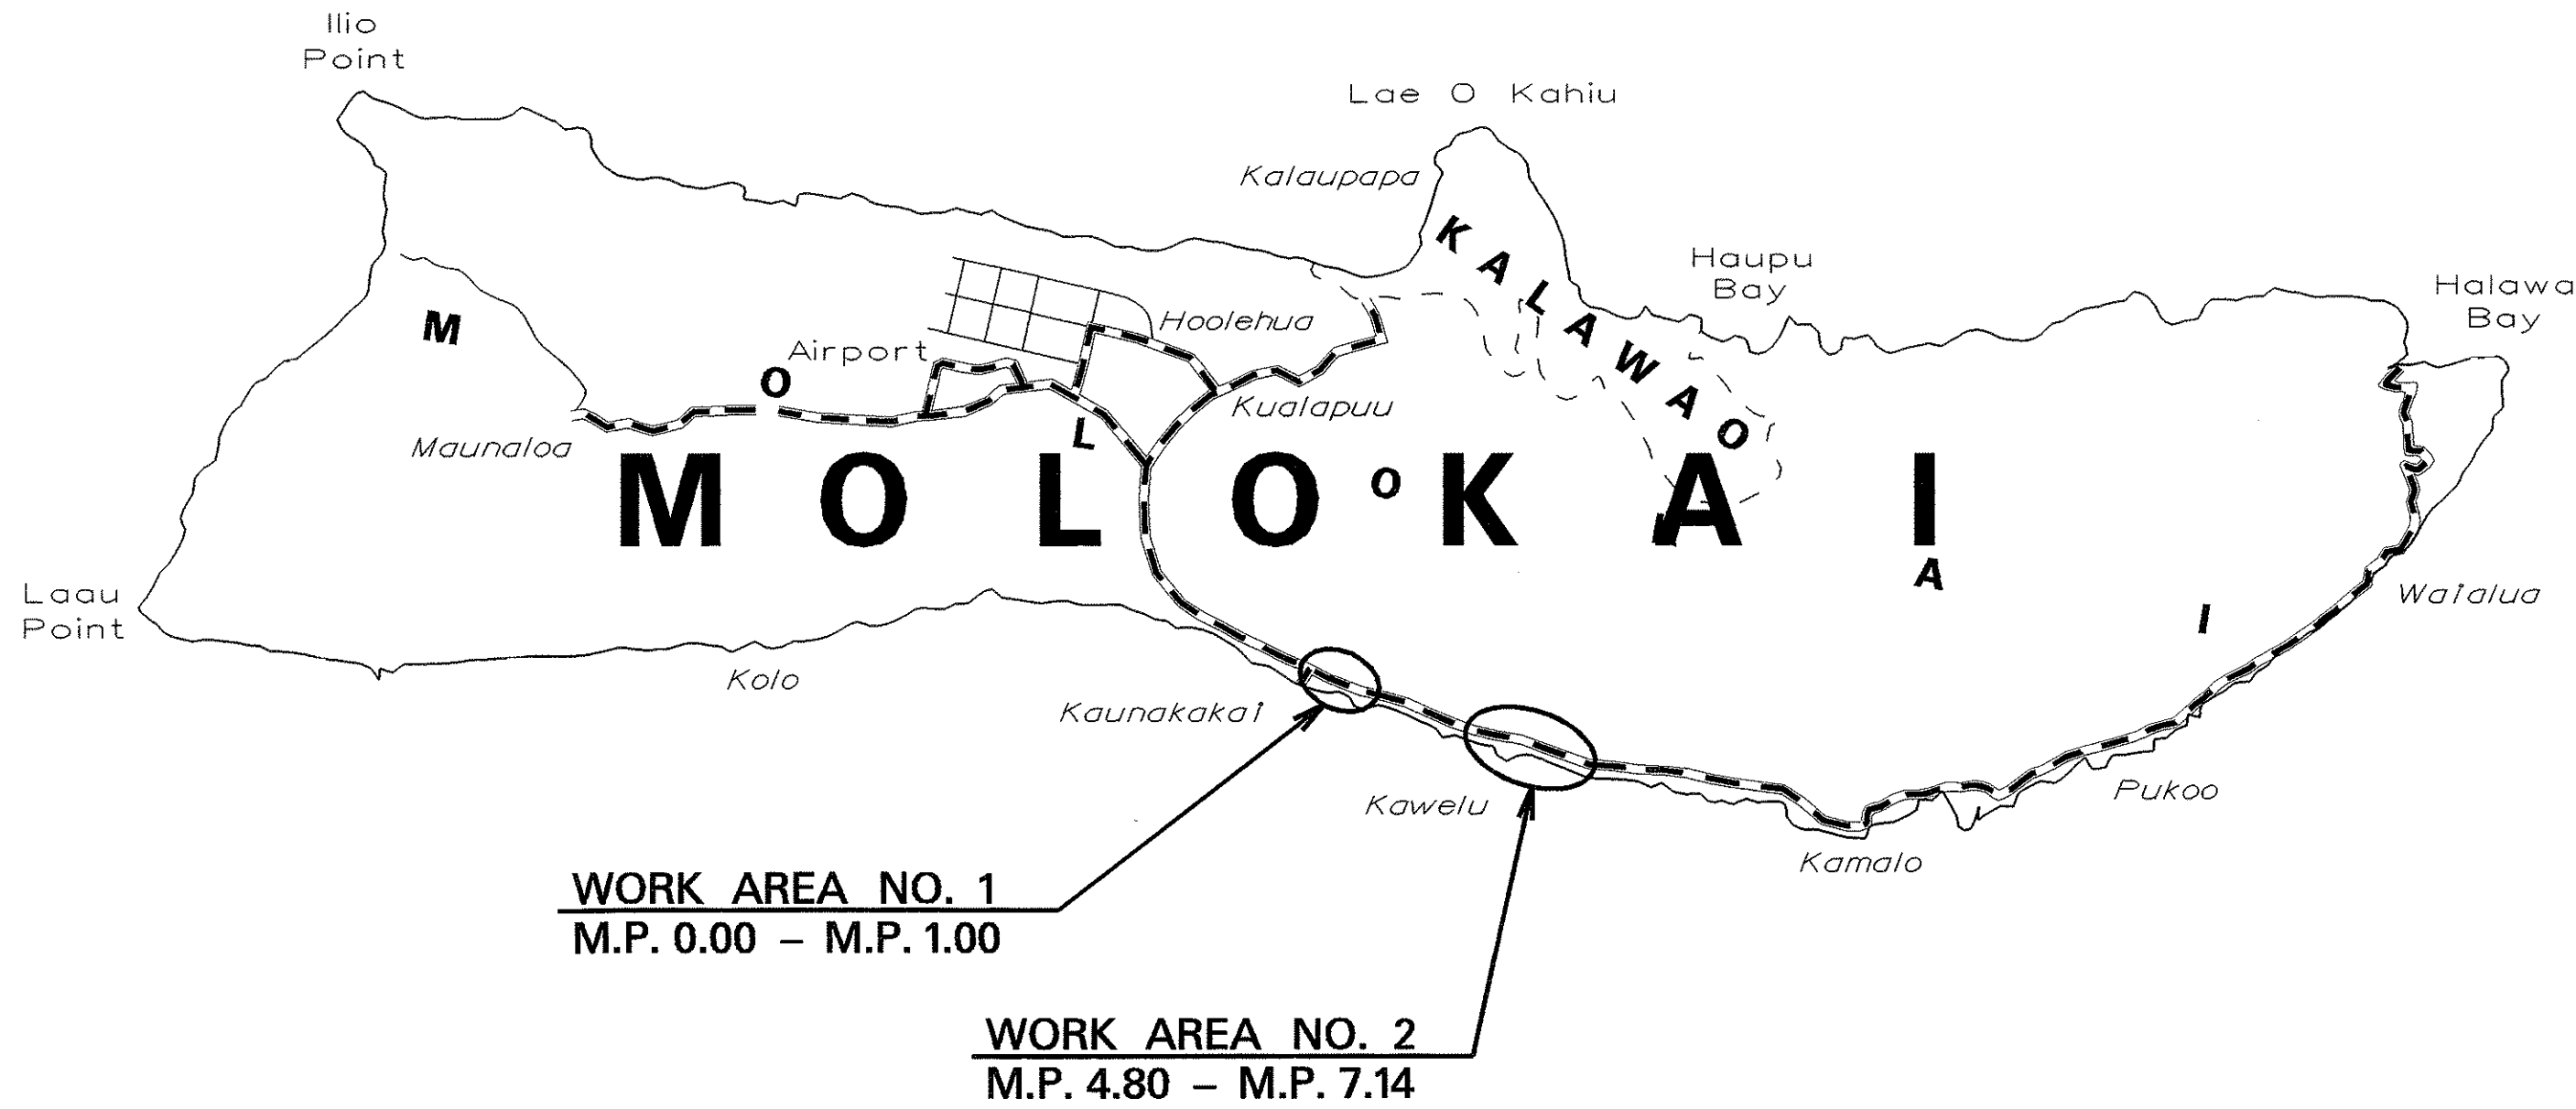 Ilio
Point
Lae O Kahiu
Kalaupapa
KALAWAO
Haupu
Bay
Halawa
Bay
Hoolehua
Airport
Kualapuu
Maunaloa
MOLOKAI
MOLOKAI
Laau
Point
Waialua
Kolo
Kaunakakai
Kawelu
Pukoo
Kamalo
WORK AREA NO. 1
M.P. 0.00 – M.P. 1.00
WORK AREA NO. 2
M.P. 4.80 – M.P. 7.14